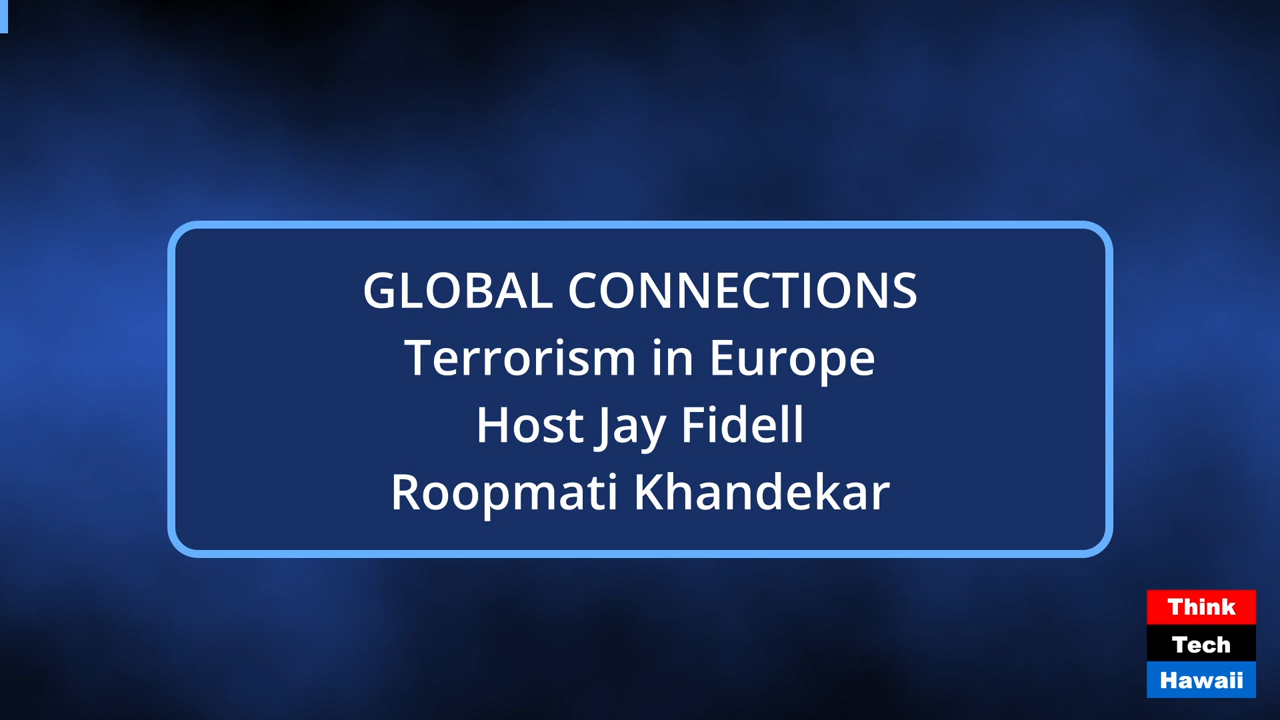 GLOBAL CONNECTIONS
Terrorism in Europe
Host Jay Fidell
Roopmati Khandekar
Think
Tech
Hawaii